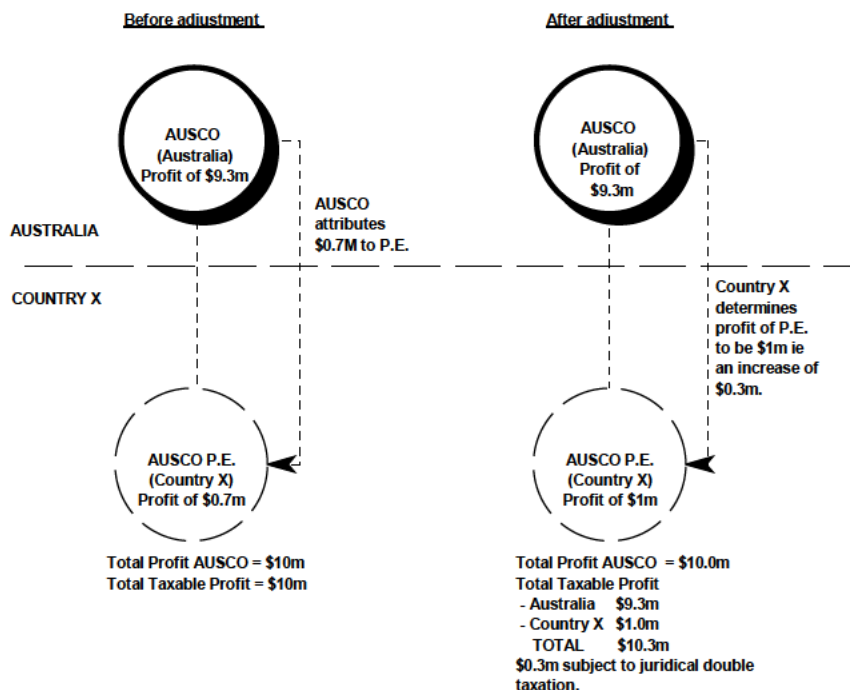 Before adjustment
AUSCO
(Australia)
Profit of $9.3m
AUSCO
attributes
$0.7M to P.E.
AUSTRALIA
COUNTRY X
AUSCO P.E.
(Country X)
Profit of $0.7m
Total Profit AUSCO = $10m
Total Taxable Profit = $10m
After adjustment
AUSCO
(Australia)
Profit of
$9.3m
Country X
determines
profit of P.E.
to be $1m ie
an increase of
$0.3m.
AUSCO P.E.
(Country X)
Profit of $1m
Total Profit AUSCO = $10.0m
Total Taxable Profit
- Australia $9.3m
- Country X $1.0m
TOTAL $10.3m
$0.3m subject to juridical double
taxation.